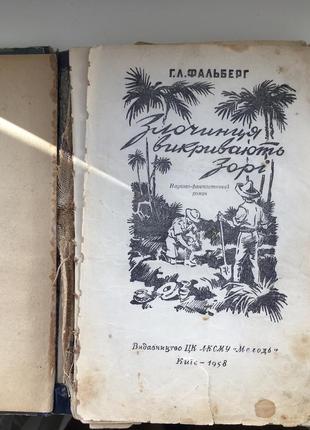 Г.Л. ФАЛЬБЕРГ
Злочинця
викривають
зорі
Науково-фантастичний
роман
Видавництво ЦК ЛКСМУ "Молодь"
Київ – 1958